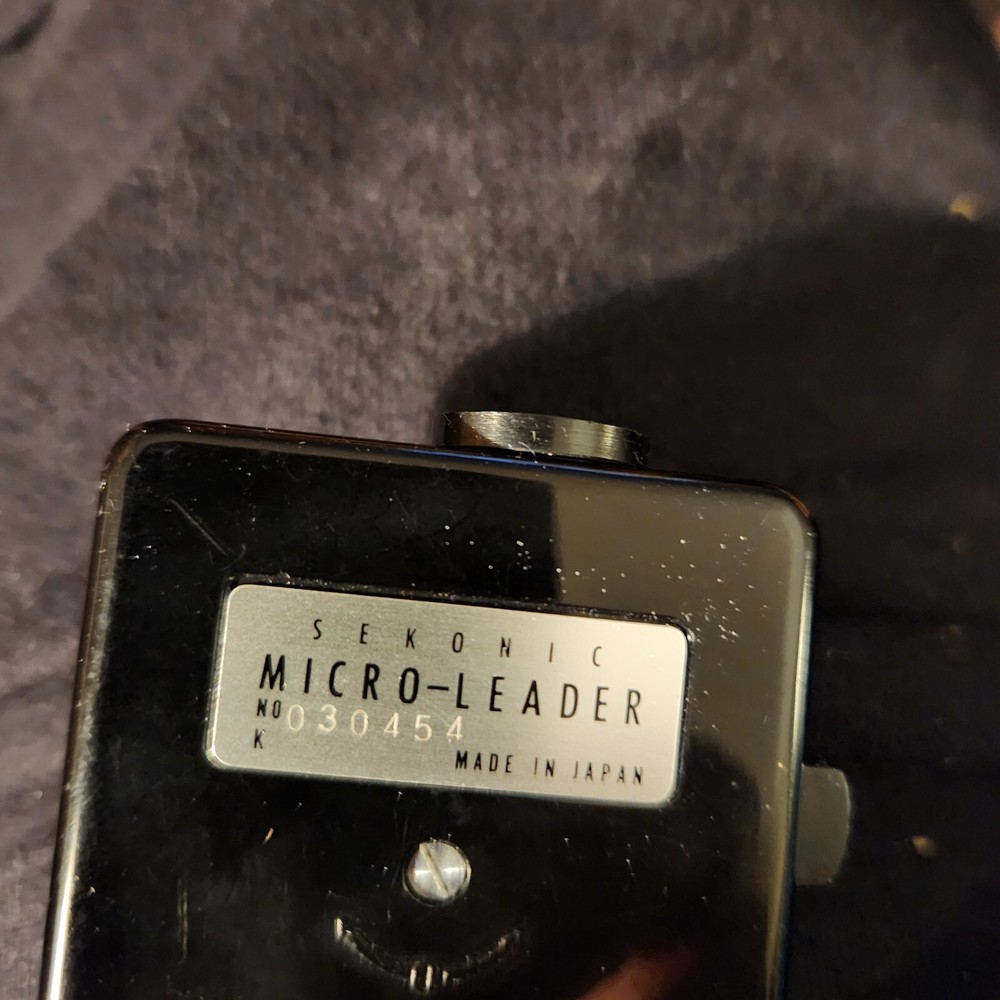 SEKONIC
MICRO-LEADER
NO 030454
K
MADE IN JAPAN